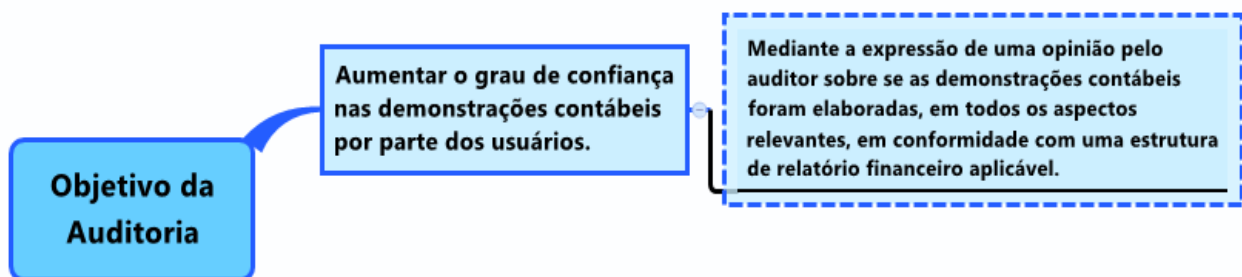 Objetivo da
Auditoria
Aumentar o grau de confiança
nas demonstrações contábeis
por parte dos usuários.
Mediante a expressão de uma opinião pelo
auditor sobre se as demonstrações contábeis
foram elaboradas, em todos os aspectos
relevantes, em conformidade com uma estrutura
de relatório financeiro aplicável.